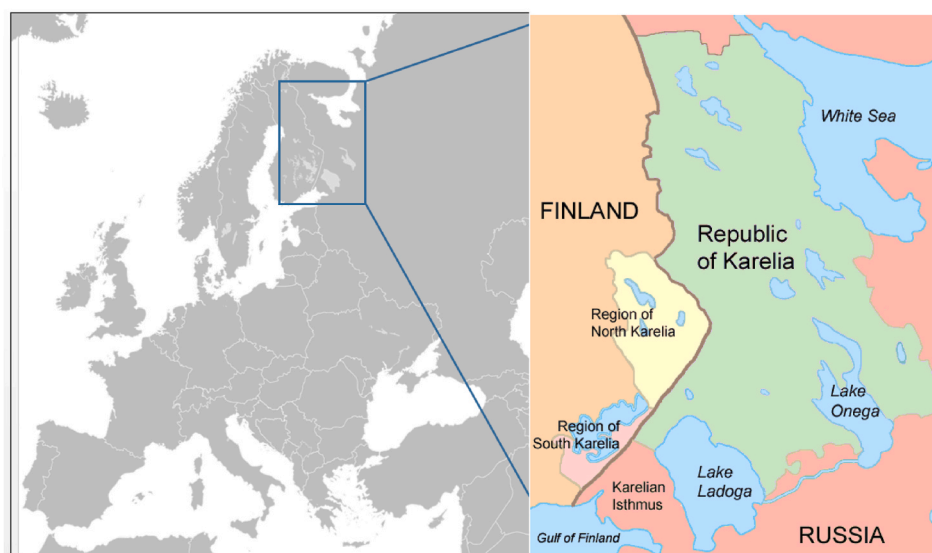 White Sea
FINLAND
Republic
of Karelia
Region of
North Karelia
Lake
Onega
Region of
South Karelia
Lake
Ladoga
Karelian
Isthmus
Gulf of Finland
RUSSIA